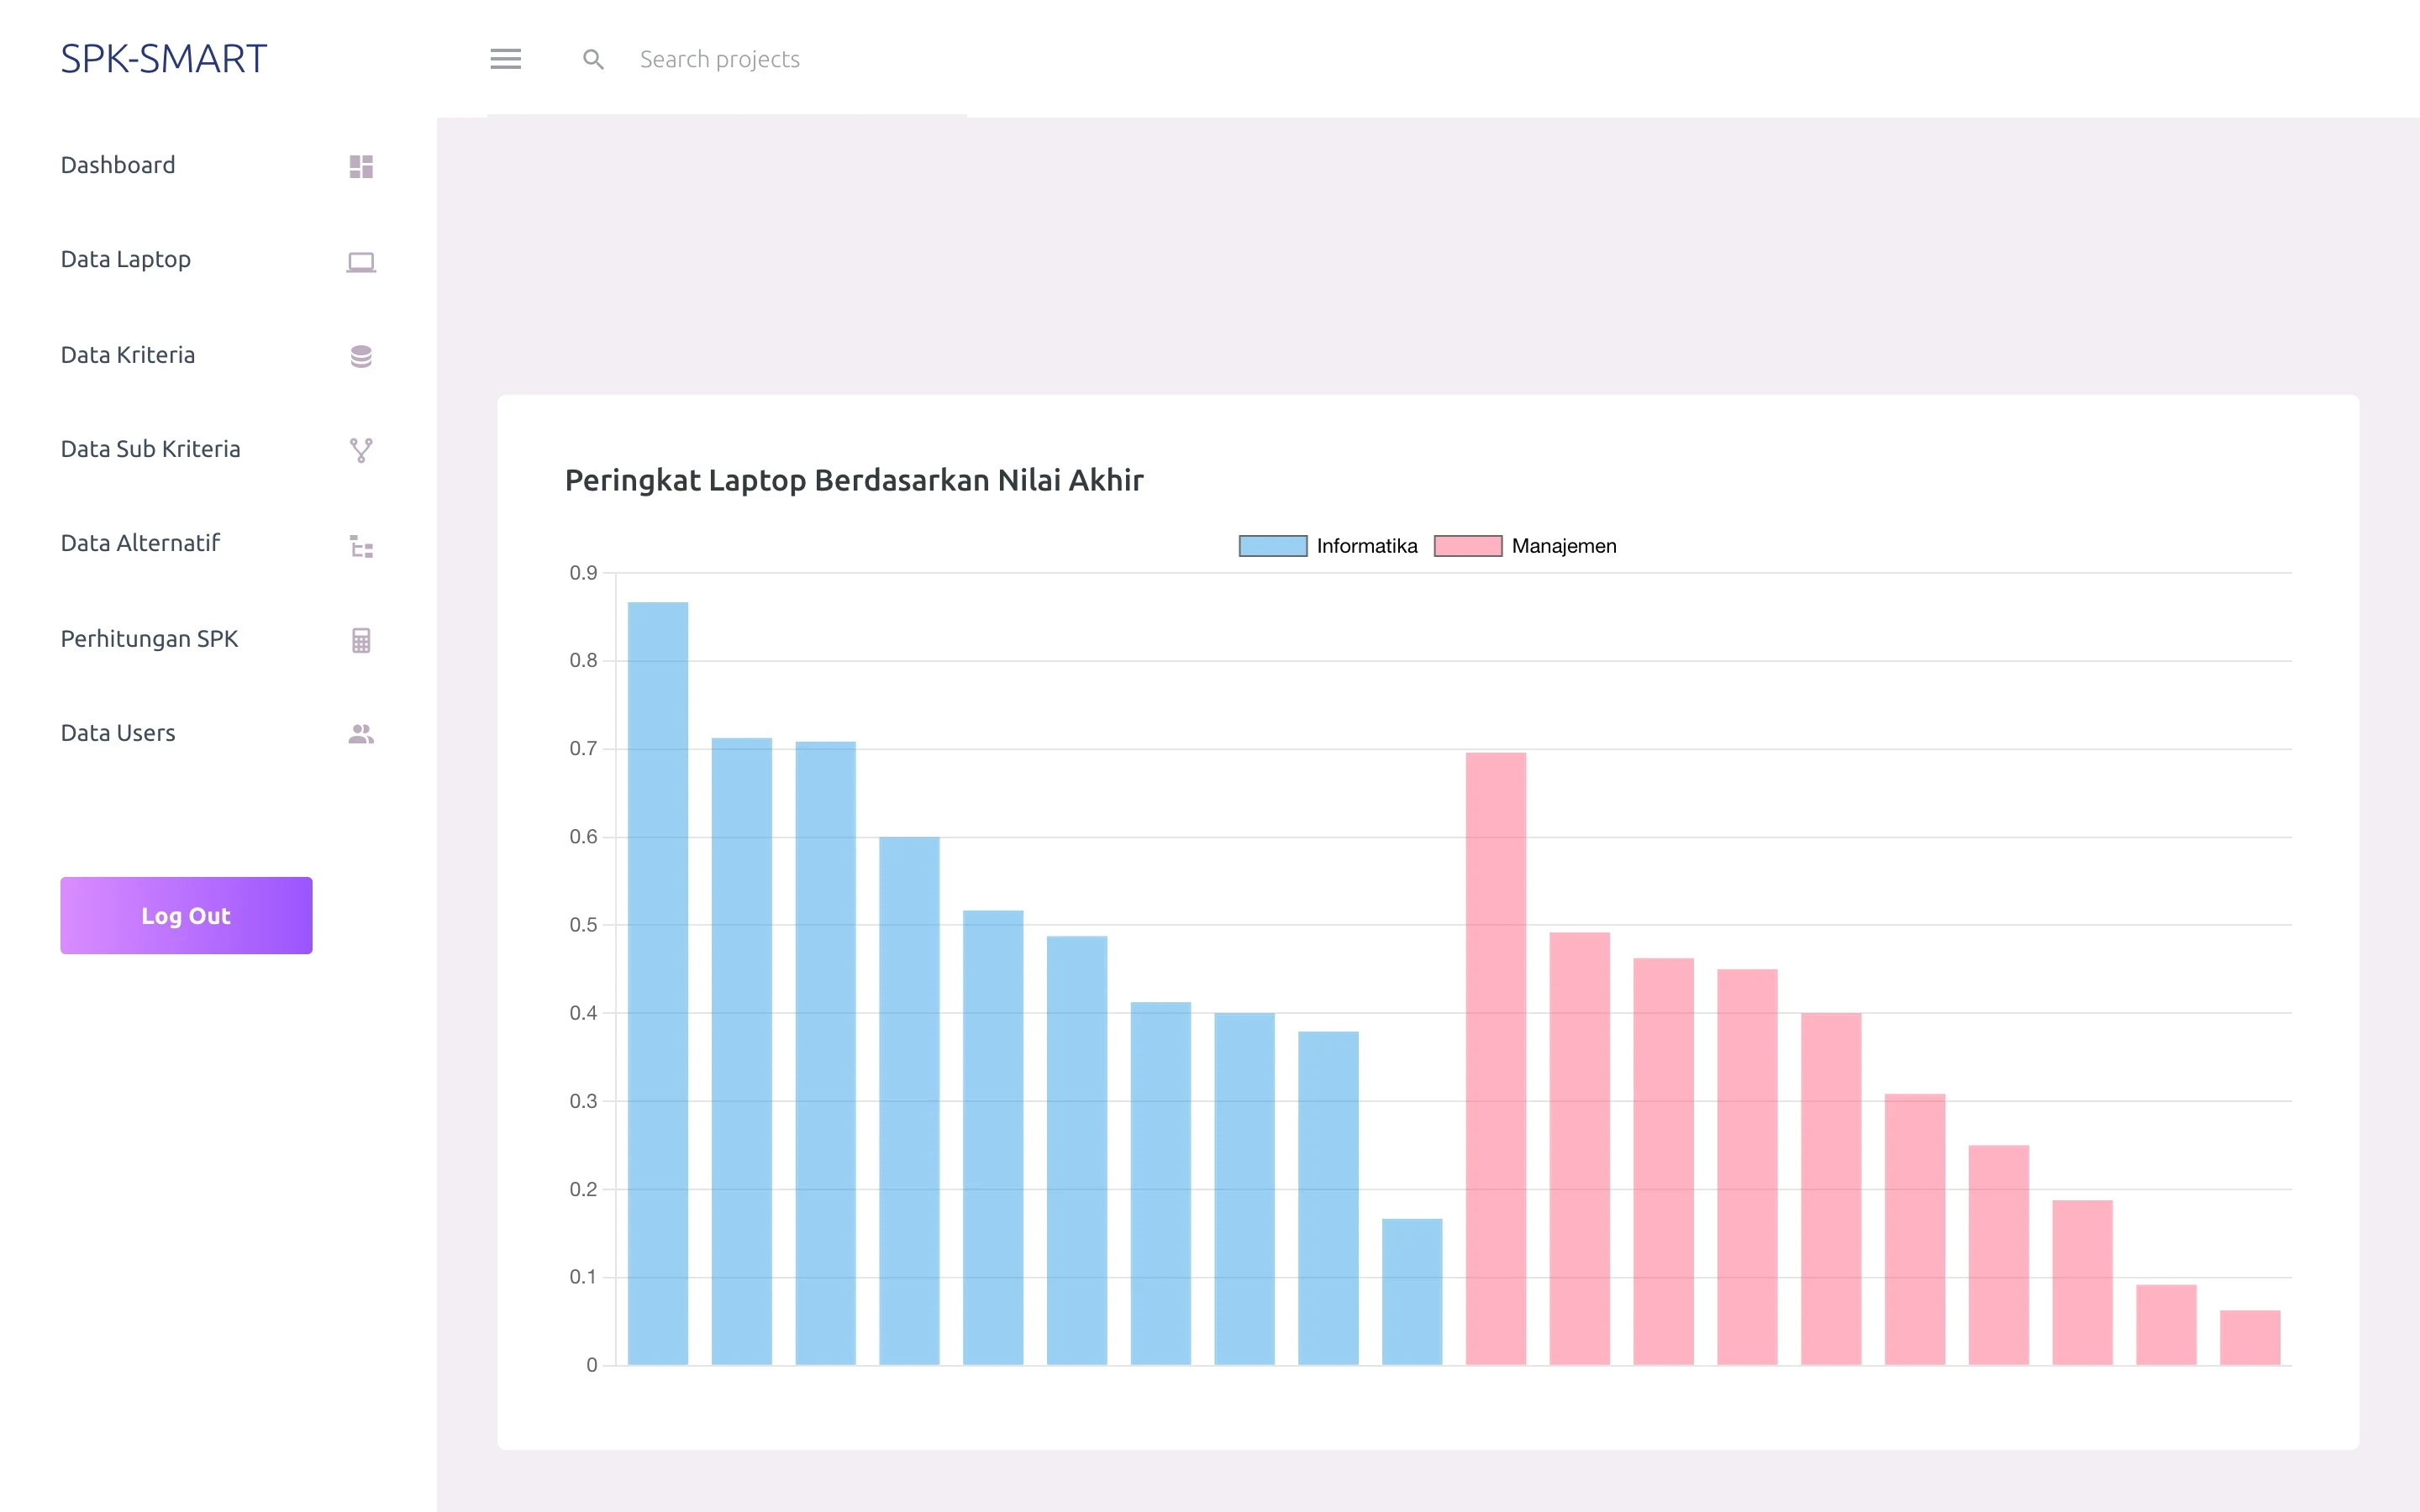 SPK-SMART
Search projects
Dashboard
Data Laptop
Data Kriteria
Data Sub Kriteria
Data Alternatif
Perhitungan SPK
Data Users
Log Out
Peringkat Laptop Berdasarkan Nilai Akhir
Informatika Manajemen
0.9
0.8
0.7
0.6
0.5
0.4
0.3
0.2
0.1
0